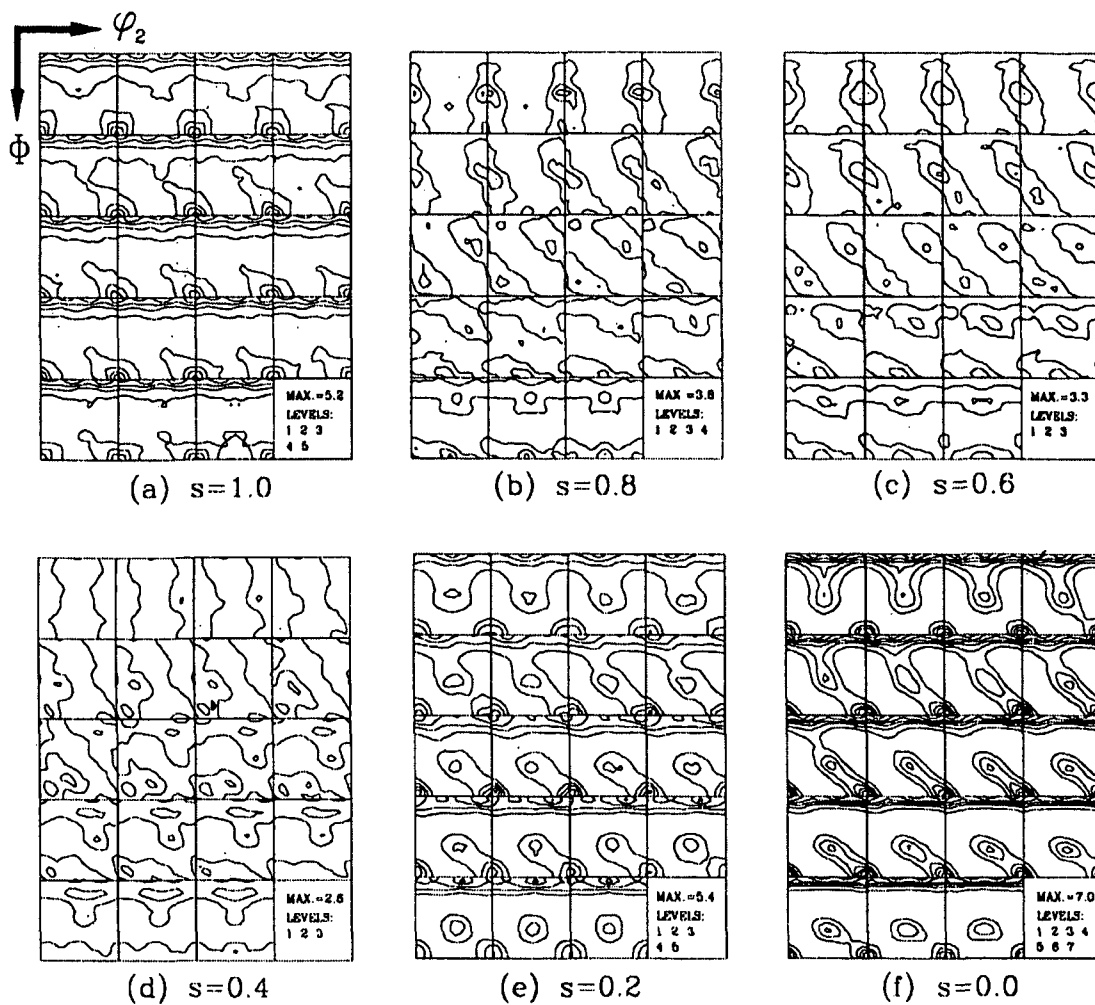 φ₂
Φ
MAX.=5.2
LEVELS:
1 2 3
4 5
(a) s=1.0
MAX =3.8
LEVELS:
1 2 3 4
(b) s=0.8
MAX.=3.3
LEVELS:
1 2 3
(c) s=0.6
MAX.=2.6
LEVELS:
1 2 3
(d) s=0.4
MAX.=5.4
LEVELS:
1 2 3
4 5
(e) s=0.2
MAX.=7.0
LEVELS:
1 2 3 4
5 6 7
(f) s=0.0